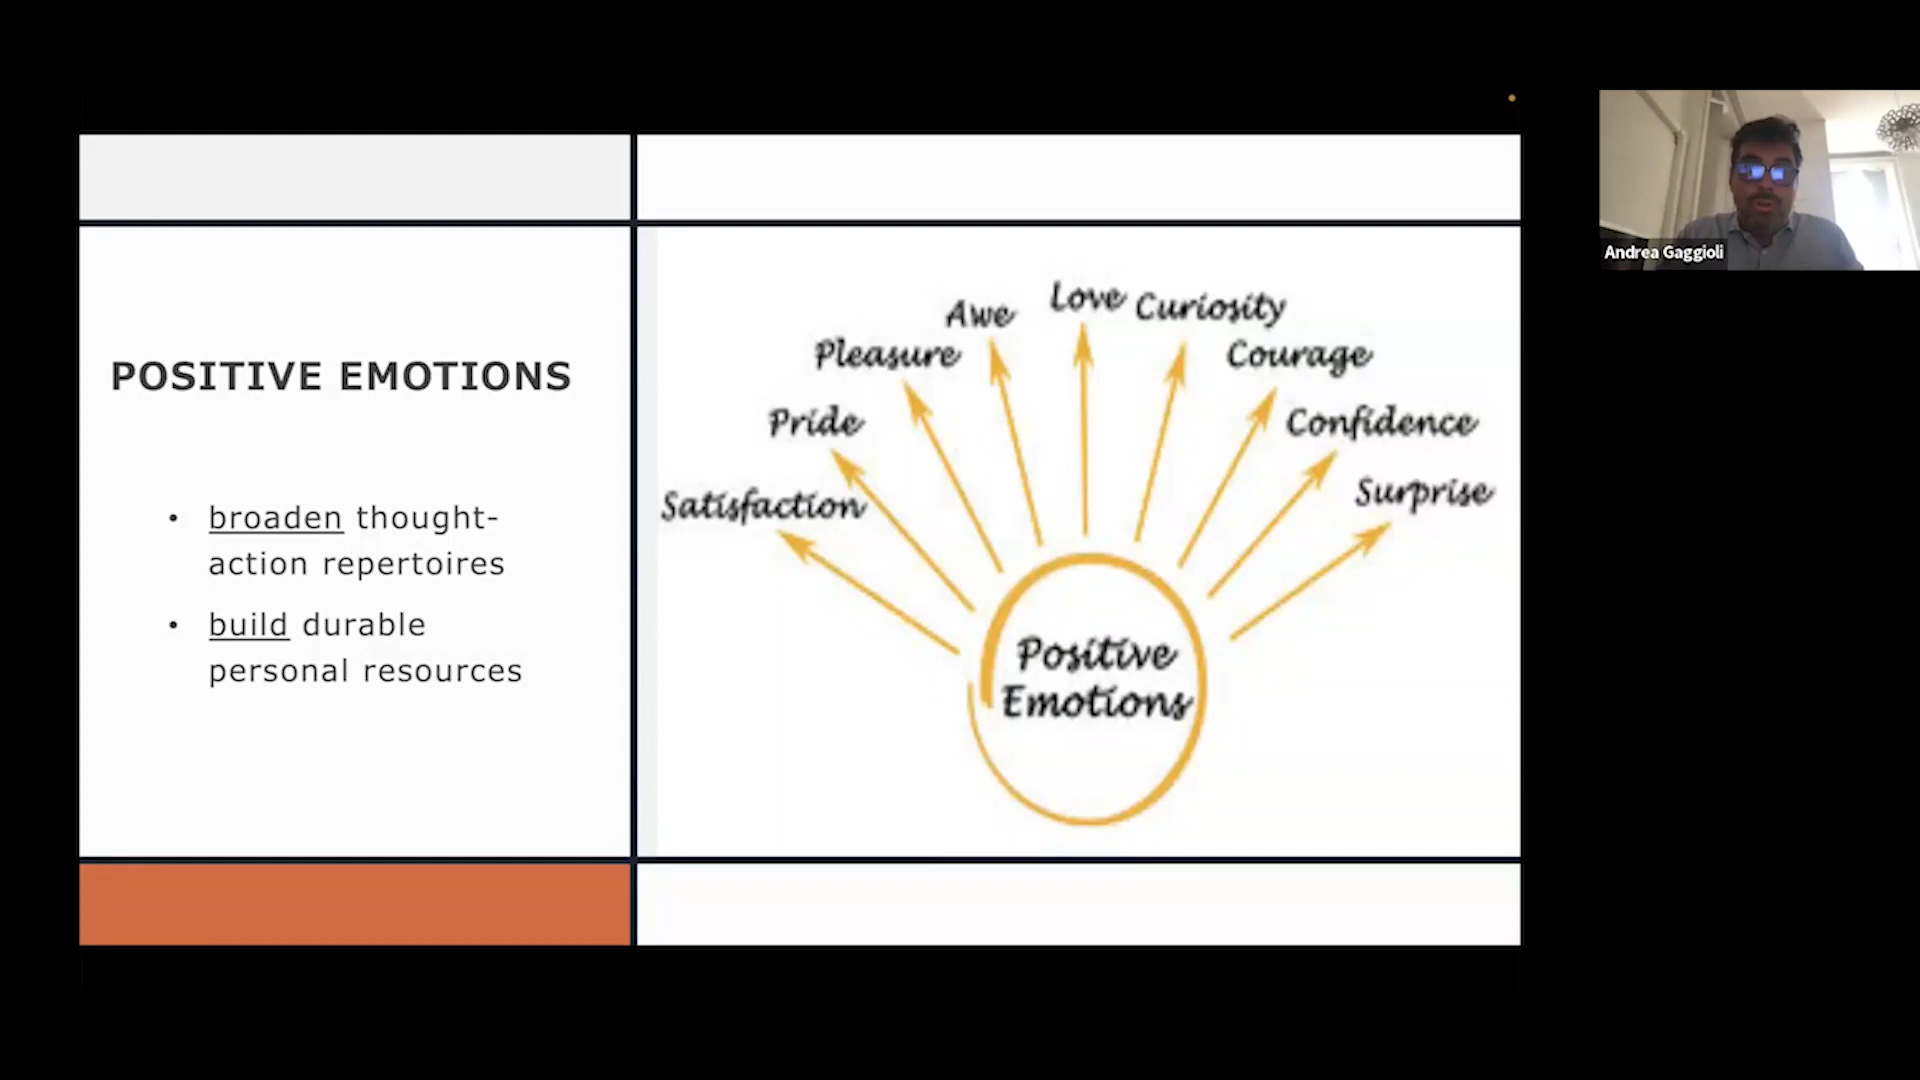 POSITIVE EMOTIONS
• broaden thought-
action repertoires
• build durable
personal resources
Satisfaction
Pride
Pleasure
Awe
Love
Curiosity
Courage
Confidence
Surprise
Positive
Emotions
Andrea Gaggioli